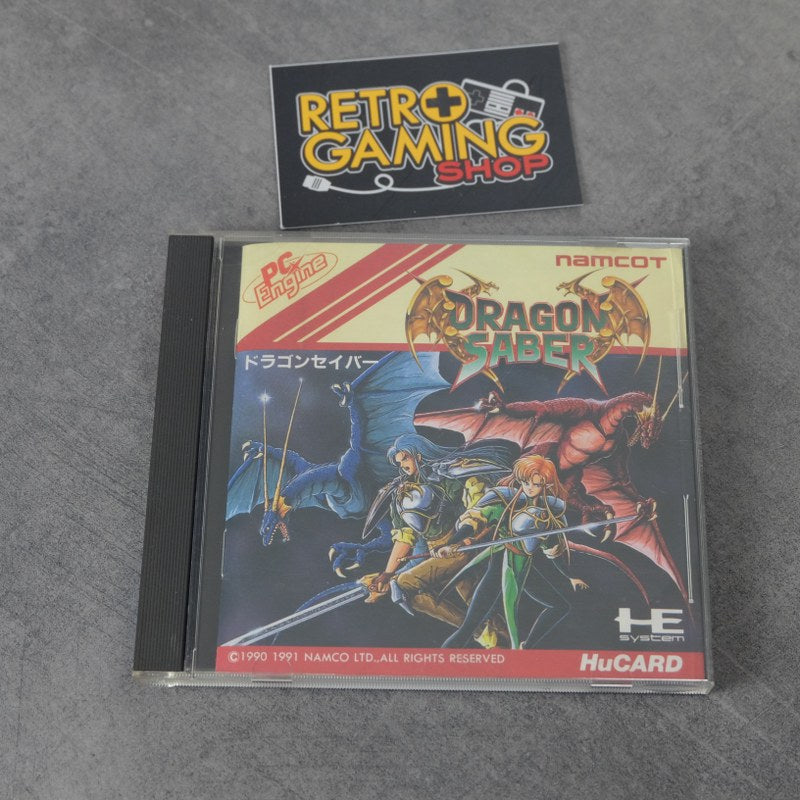 RETRO
GAMING
SHOP
PC Engine
namcot
DRAGON
SABER
ドラゴンセイバー
HE
system
©1990 1991 NAMCO LTD.,ALL RIGHTS RESERVED
HuCARD